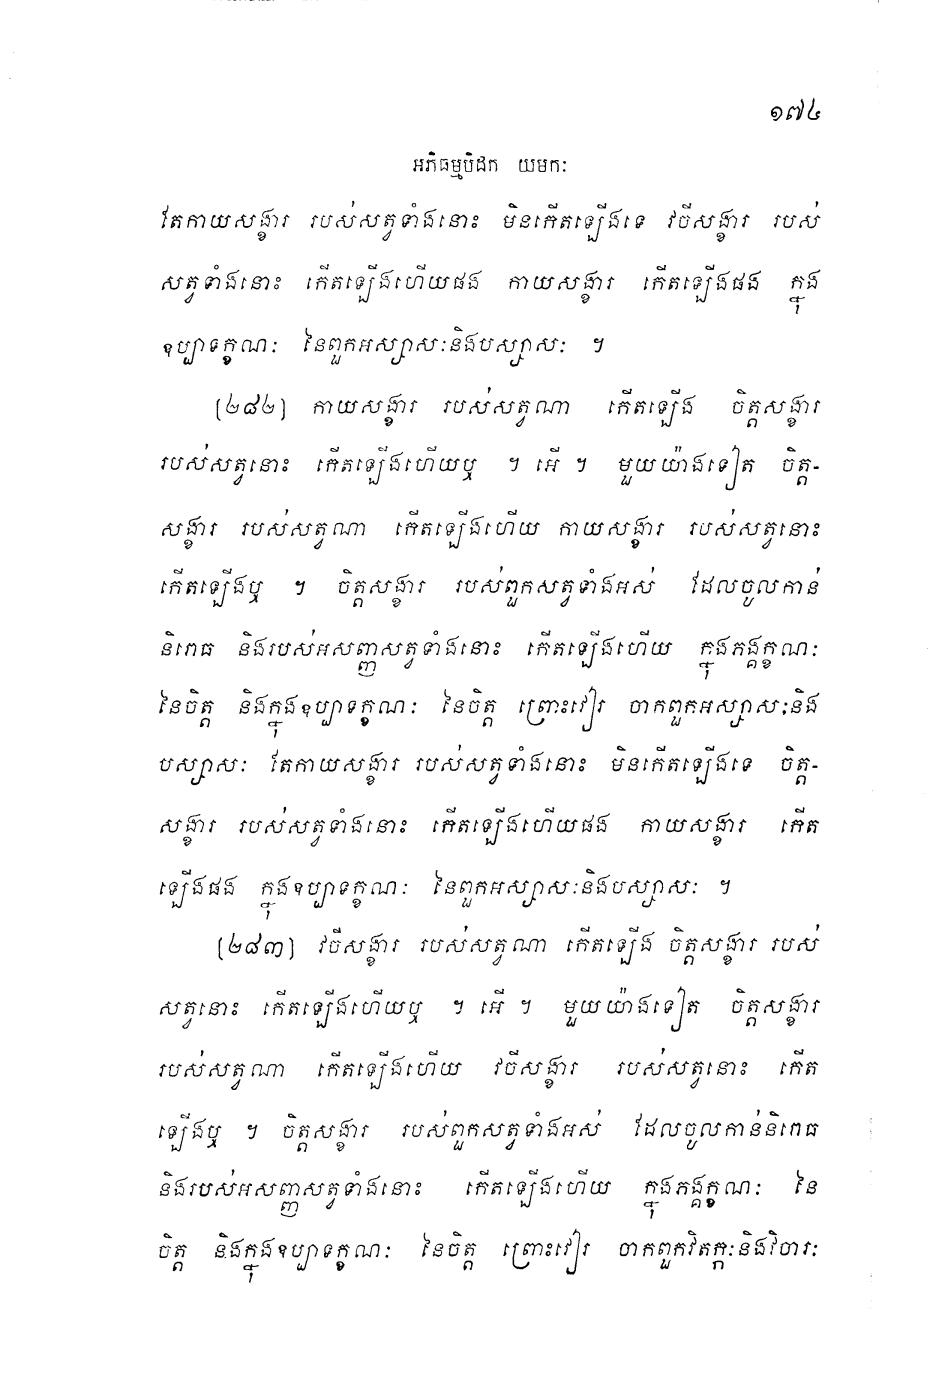 ១៧៤
អភិធម្មបិដក យមកៈ
តែកាយសង្ខារ របស់សត្វទាំងនោះ មិនកើតឡើងទេ វចីសង្ខារ របស់
សត្វទាំងនោះ កើតឡើងហើយផង កាយសង្ខារ កើតឡើងផង ក្នុង
ឧប្បាទក្ខណៈ នៃពួកអស្សាសៈនិងបស្សាសៈ ។
(២៨២) កាយសង្ខារ របស់សត្វណា កើតឡើង ចិត្តសង្ខារ
របស់សត្វនោះ កើតឡើងហើយឬ ។ អើ ។ មួយយ៉ាងទៀត ចិត្ត-
សង្ខារ របស់សត្វណា កើតឡើងហើយ កាយសង្ខារ របស់សត្វនោះ
កើតឡើងឬ ។ ចិត្តសង្ខារ របស់ពួកសត្វទាំងអស់ ដែលចូលកាន់
និរោធ និងរបស់អសញ្ញសត្វទាំងនោះ កើតឡើងហើយ ក្នុងភង្គក្ខណៈ
នៃចិត្ត និងក្នុងឧប្បាទក្ខណៈ នៃចិត្ត ព្រោះវៀរ ចាកពួកអស្សាសៈនិង
បស្សាសៈ តែកាយសង្ខារ របស់សត្វទាំងនោះ មិនកើតឡើងទេ ចិត្ត-
សង្ខារ របស់សត្វទាំងនោះ កើតឡើងហើយផង កាយសង្ខារ កើត
ឡើងផង ក្នុងឧប្បាទក្ខណៈ នៃពួកអស្សាសៈនិងបស្សាសៈ ។
(២៨៣) វចីសង្ខារ របស់សត្វណា កើតឡើង ចិត្តសង្ខារ របស់
សត្វនោះ កើតឡើងហើយឬ ។ អើ ។ មួយយ៉ាងទៀត ចិត្តសង្ខារ
របស់សត្វណា កើតឡើងហើយ វចីសង្ខារ របស់សត្វនោះ កើត
ឡើងឬ ។ ចិត្តសង្ខារ របស់ពួកសត្វទាំងអស់ ដែលចូលកាន់និរោធ
និងរបស់អសញ្ញសត្វទាំងនោះ កើតឡើងហើយ ក្នុងភង្គក្ខណៈ នៃ
ចិត្ត និងក្នុងឧប្បាទក្ខណៈ នៃចិត្ត ព្រោះវៀរ ចាកពួកវិតក្កៈនិងវិចារៈ